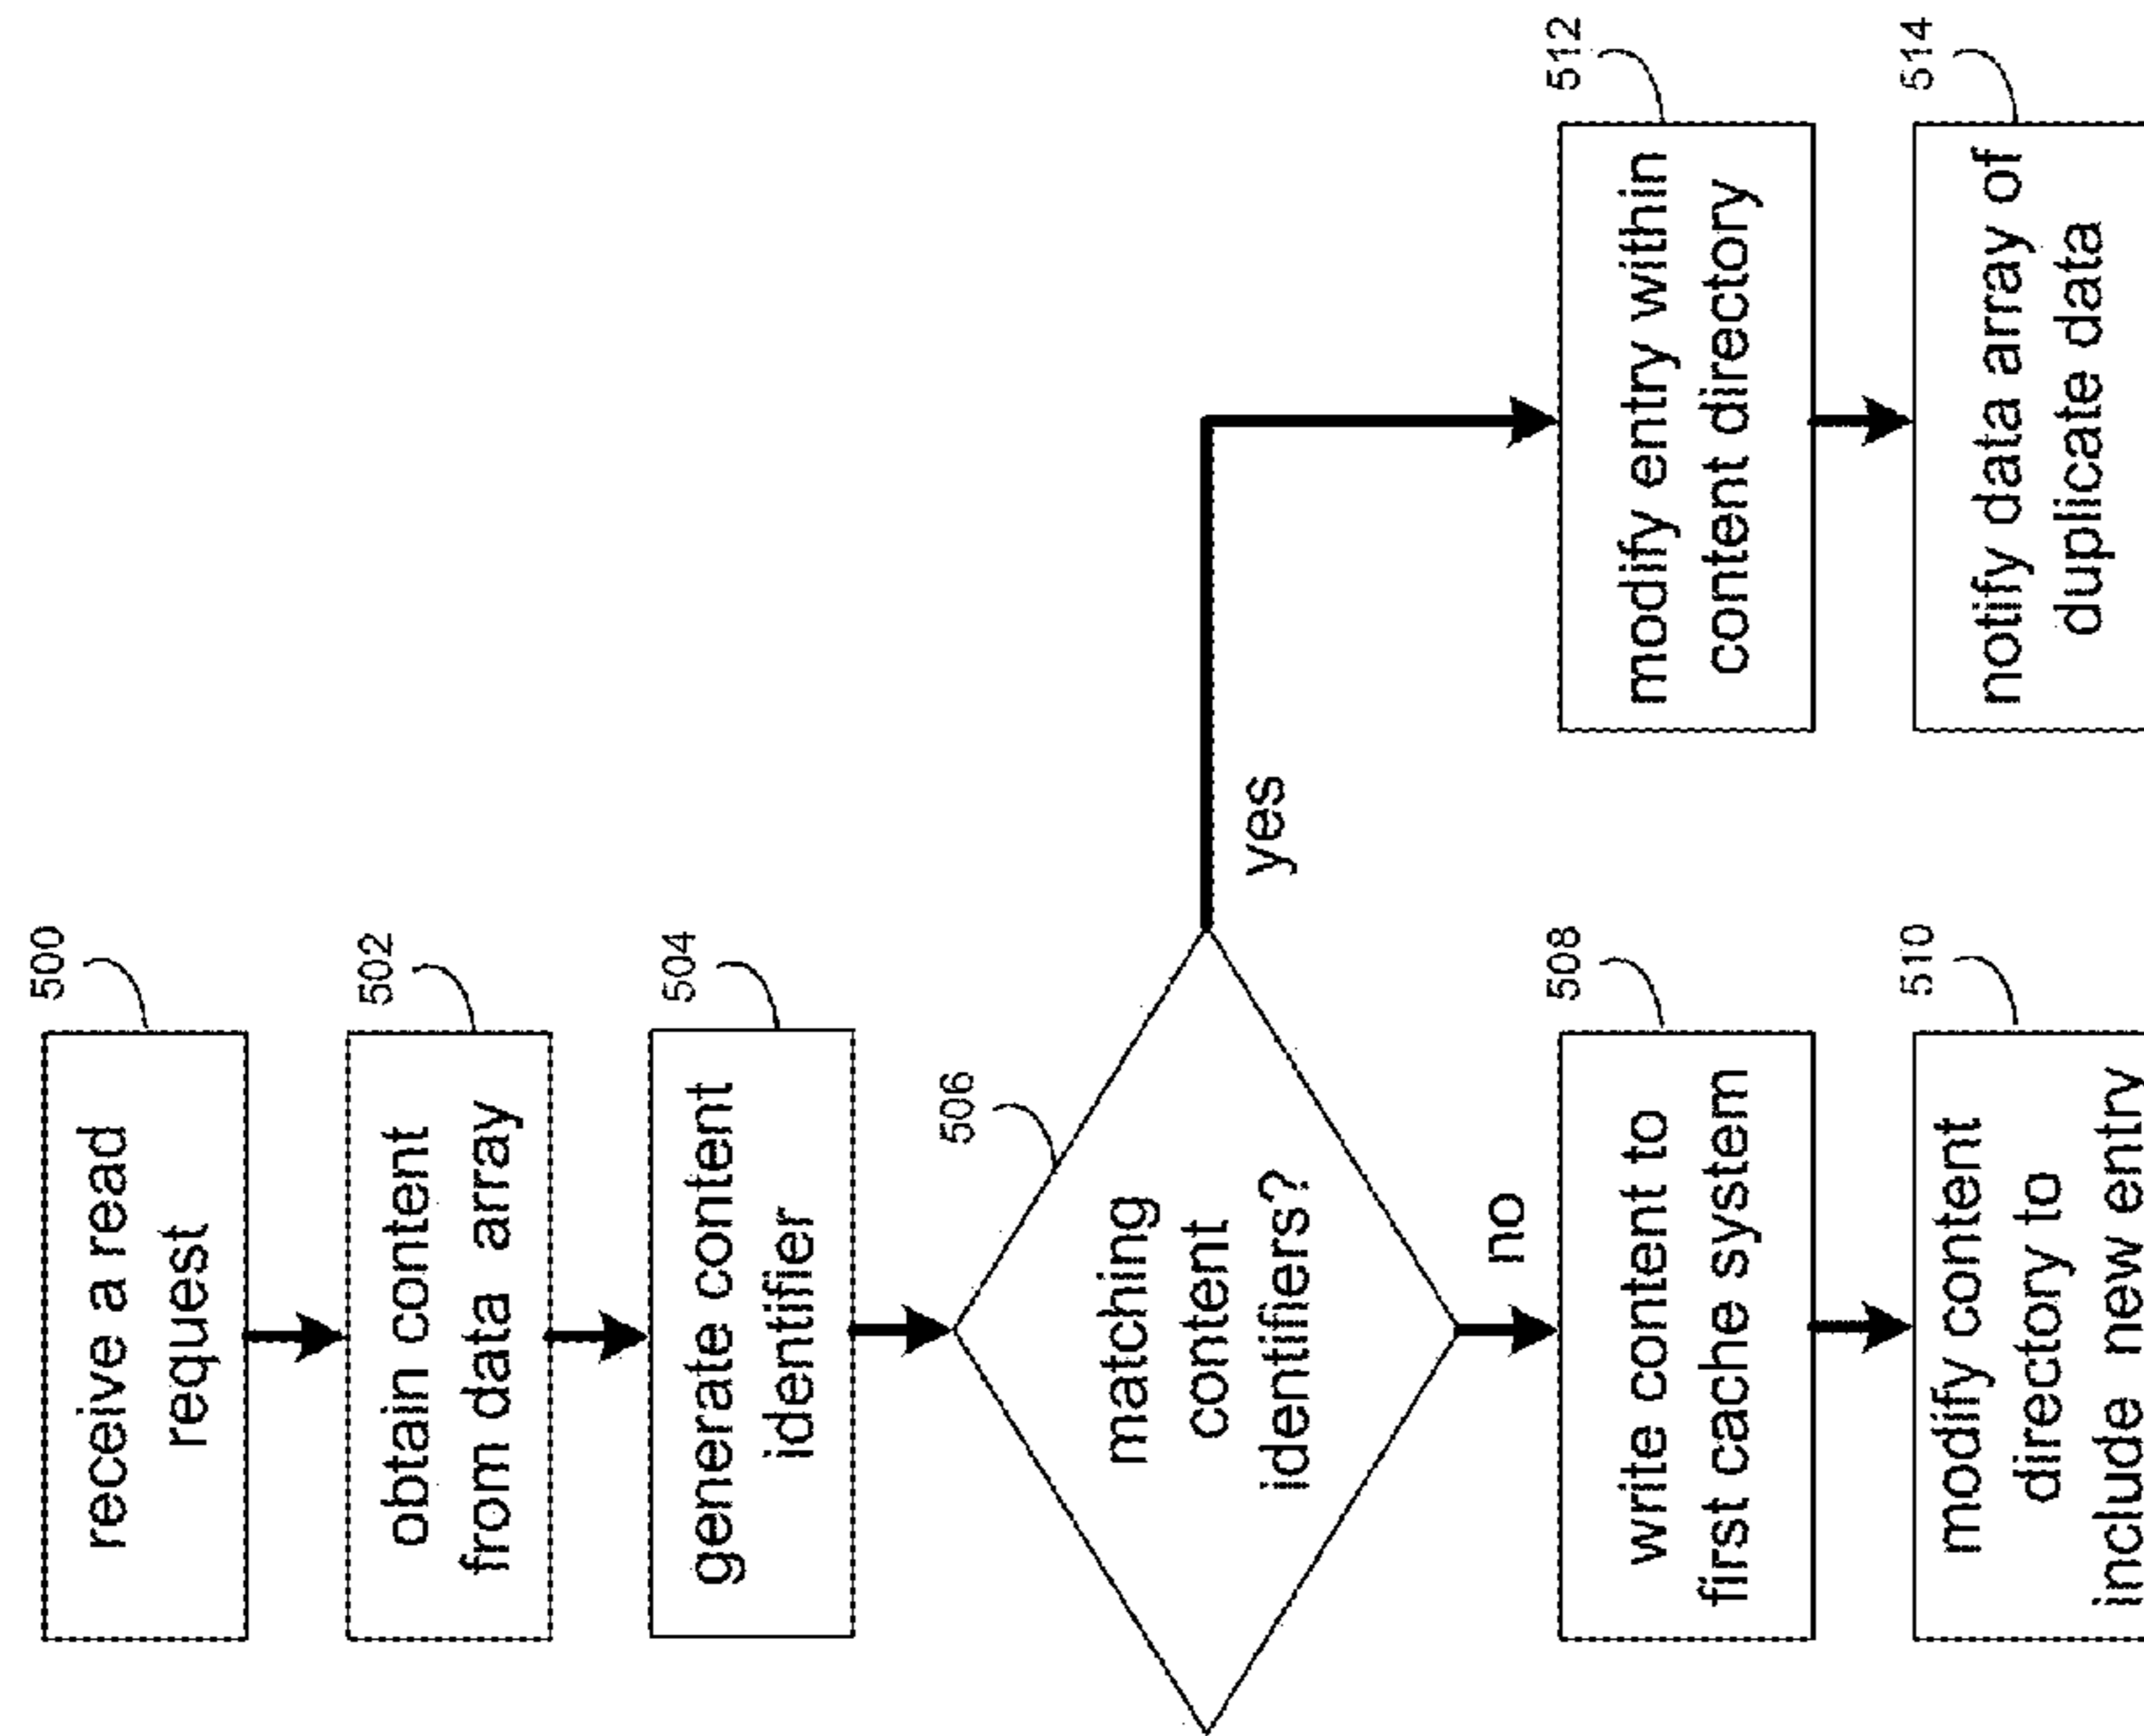 500
receive a read
request
502
obtain content
from data array
504
generate content
identifier
506
matching
content
identifiers?
yes
no
508
write content to
first cache system
510
modify content
directory to
include new entry
512
modify entry within
content directory
514
notify data array of
duplicate data